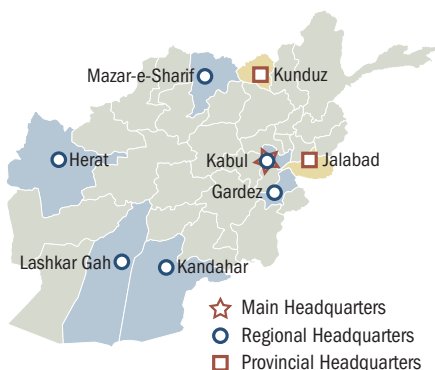 Mazar-e-Sharif
Kunduz
Herat
Kabul
Jalabad
Gardez
Lashkar Gah
Kandahar
Main Headquarters
Regional Headquarters
Provincial Headquarters